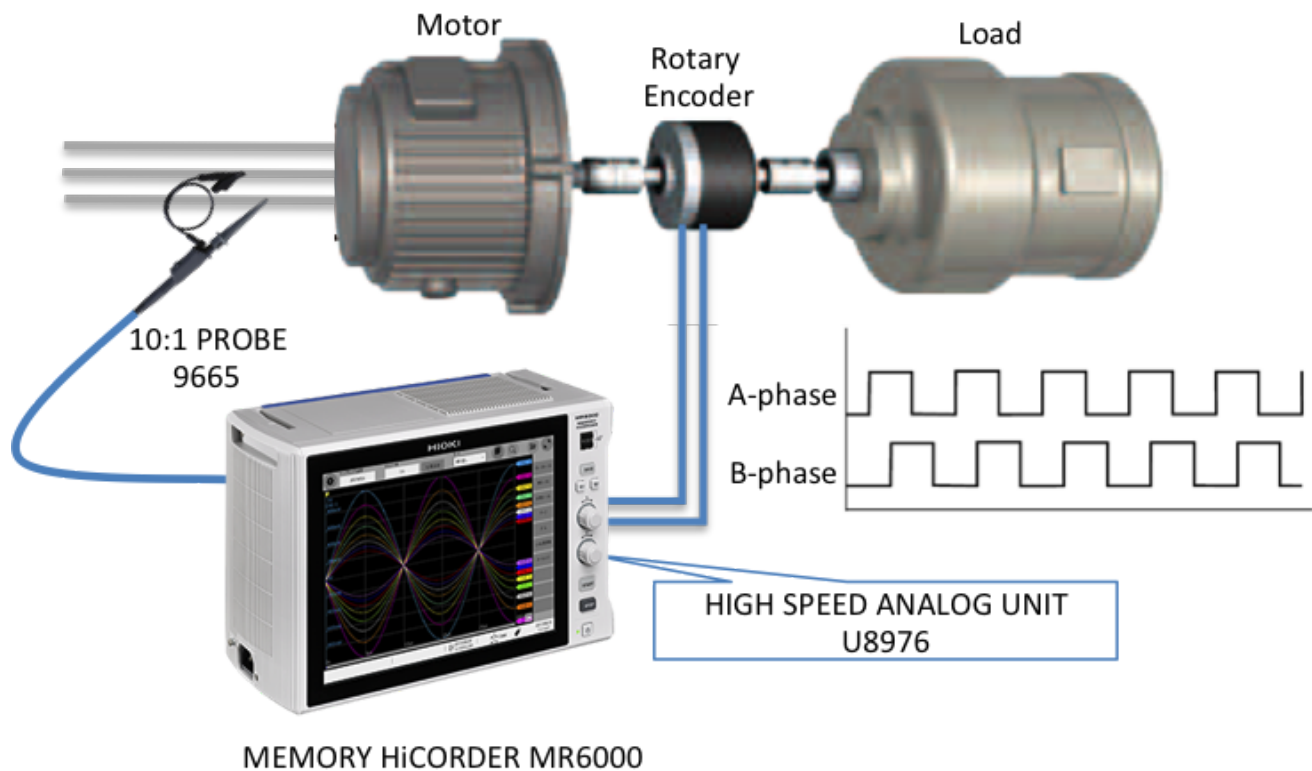 Motor
Load
Rotary
Encoder
10:1 PROBE
9665
A-phase
B-phase
HIOKI
HIGH SPEED ANALOG UNIT
U8976
MEMORY HiCORDER MR6000